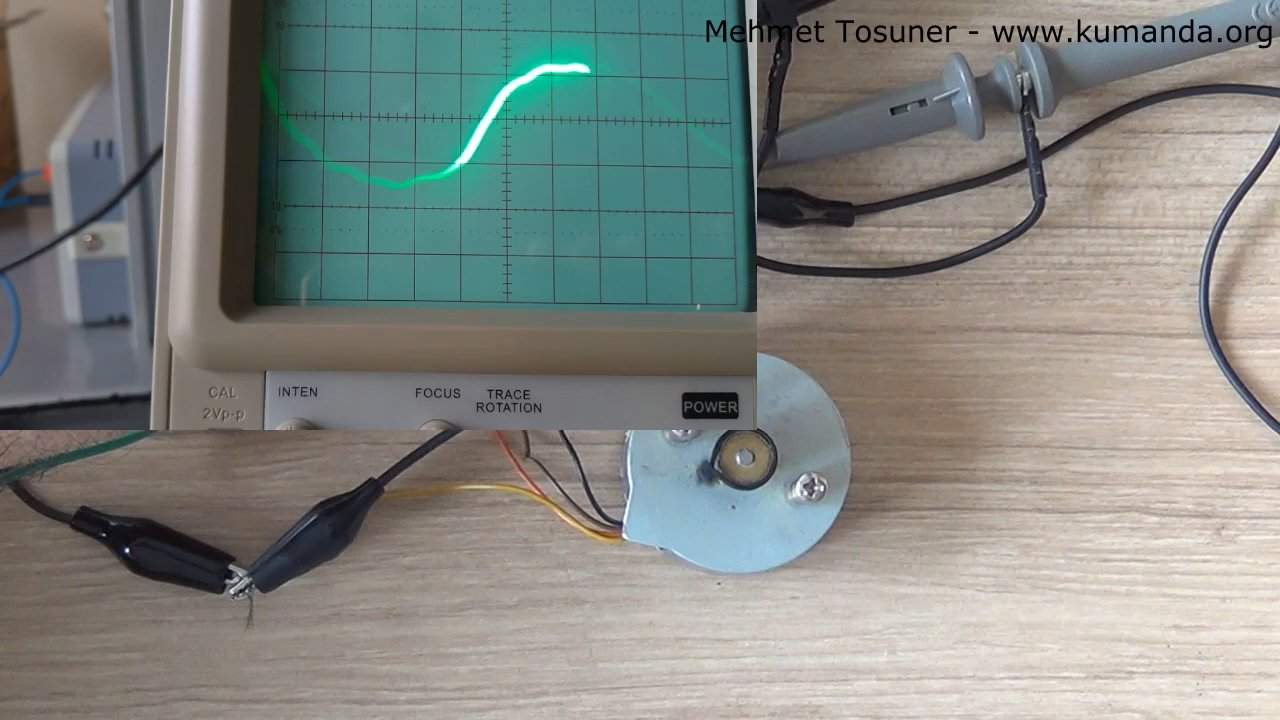 Mehmet Tosuner - www.kumanda.org
CAL
2Vp-p
INTEN
FOCUS
TRACE
ROTATION
POWER